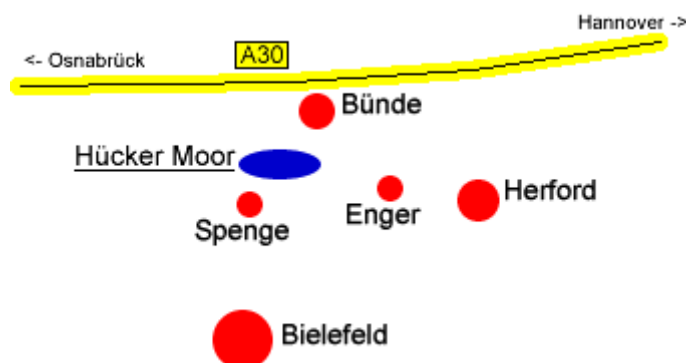 Hannover ->
<- Osnabrück
A30
Bünde
Hücker Moor
Herford
Enger
Spenge
Bielefeld